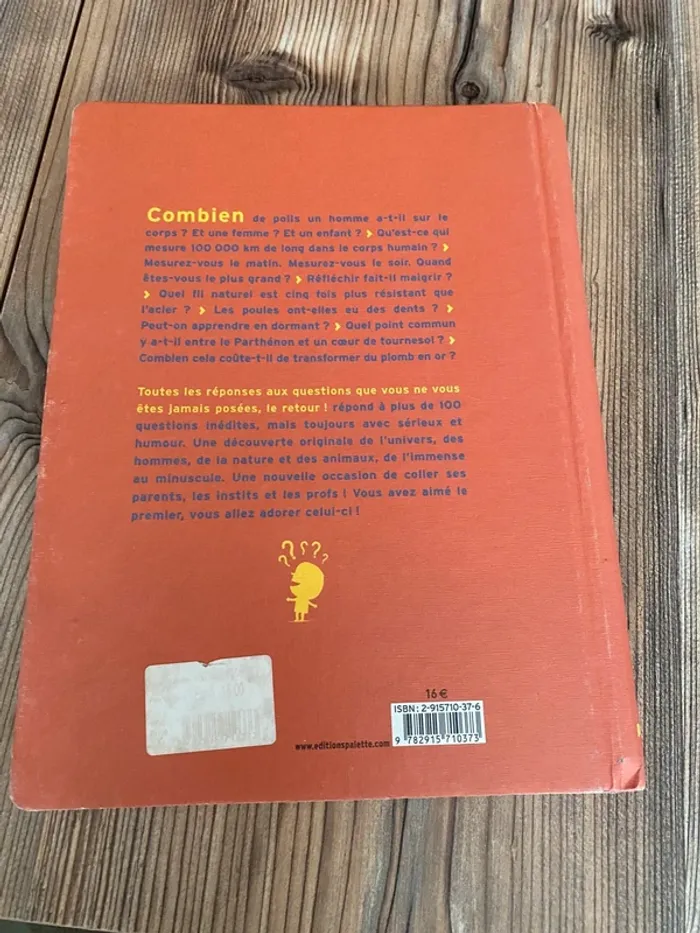 Combien de poils un homme a-t-il sur le
corps ? Et une femme ? Et un enfant ? › Qu'est-ce qui
mesure 100 000 km de long dans le corps humain ? ›
Mesurez-vous le matin. Mesurez-vous le soir. Quand
êtes-vous le plus grand ? › Réfléchir fait-il maigrir ?
› Quel fil naturel est cinq fois plus résistant que
l'acier ? › Les poules ont-elles eu des dents ? ›
Peut-on apprendre en dormant ? › Quel point commun
y a-t-il entre le Parthénon et un cœur de tournesol ? ›
Combien cela coûte-t-il de transformer du plomb en or ?
Toutes les réponses aux questions que vous ne vous
êtes jamais posées, le retour ! répond à plus de 100
questions inédites, mais toujours avec sérieux et
humour. Une découverte originale de l'univers, des
hommes, de la nature et des animaux, de l'immense
au minuscule. Une nouvelle occasion de coller ses
parents, les instits et les profs ! Vous avez aimé le
premier, vous allez adorer celui-ci !
? ? ? ?
16 €
ISBN : 2-915710-37-6
www.editionspalette.com
9 782915 710373